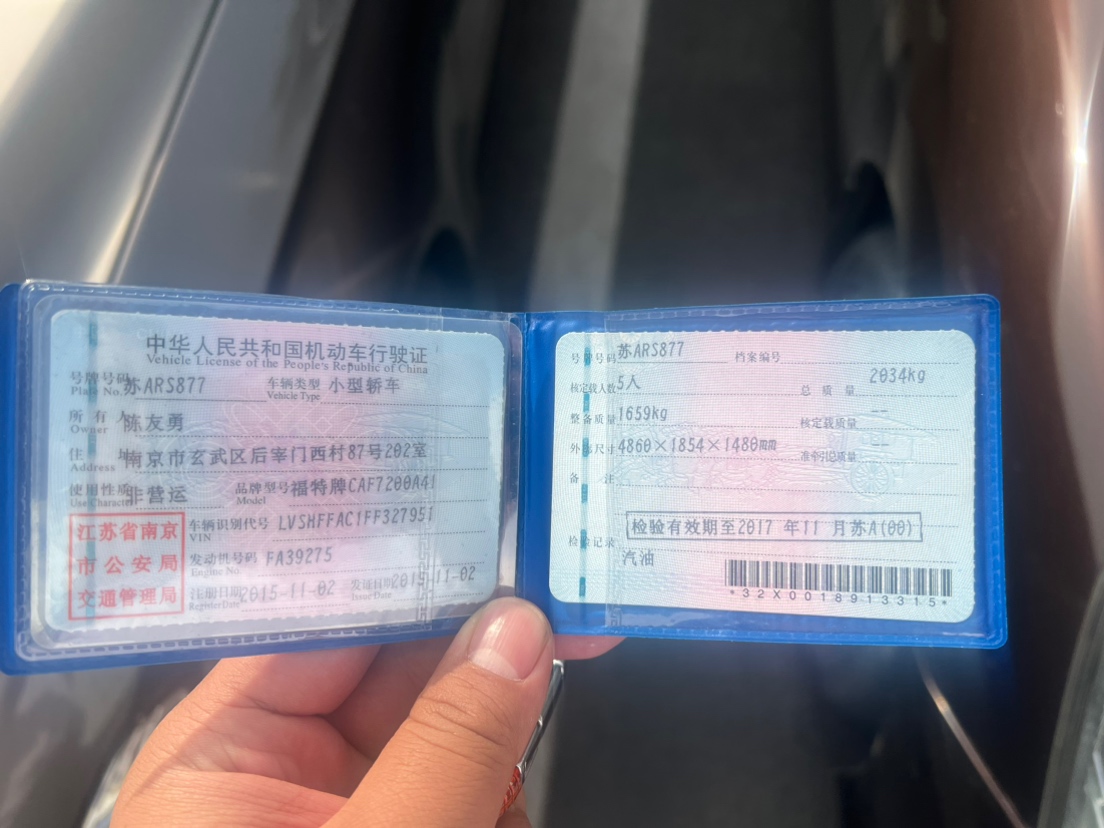 中华人民共和国机动车行驶证
Vehicle License of the People's Republic of China
号牌号码 苏ARS877 车辆类型 小型轿车
Plate No. Vehicle Type
所有人 陈友勇
Owner
住址 南京市玄武区后宰门西村87号202室
Address
使用性质 非营运 品牌型号 福特牌CAF7200A4
Use Character Model
江苏省南京
市公安局
交通管理局
车辆识别代号 LVSHFFAC1FF327951
VIN
发动机号码 FA39275
Engine No.
注册日期 2015-11-02 发证日期 2015-11-02
Register Date Issue Date
号牌号码 苏ARS877 档案编号
核定载人数 5人 总质量 2034kg
整备质量 1659kg 核定载质量 --
外廓尺寸 4860×1854×1480mm 准牵引总质量 --
备注
检验记录 检验有效期至2017 年11 月苏A(00)
汽油
*32X0018913315*